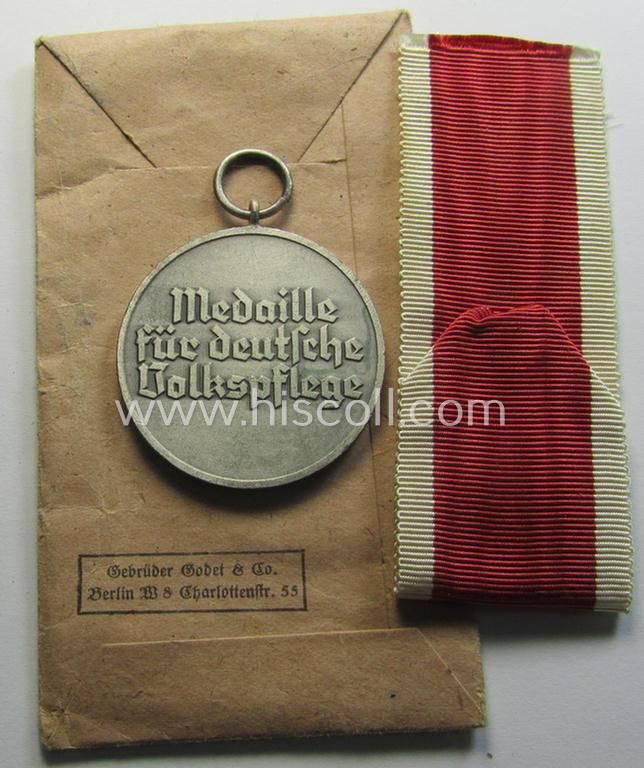 Medaille
für deutſche
Volkspflege
www.hiscoll.com
Gebrüder Godet & Co.
Berlin W 8 Charlottenſtr. 55